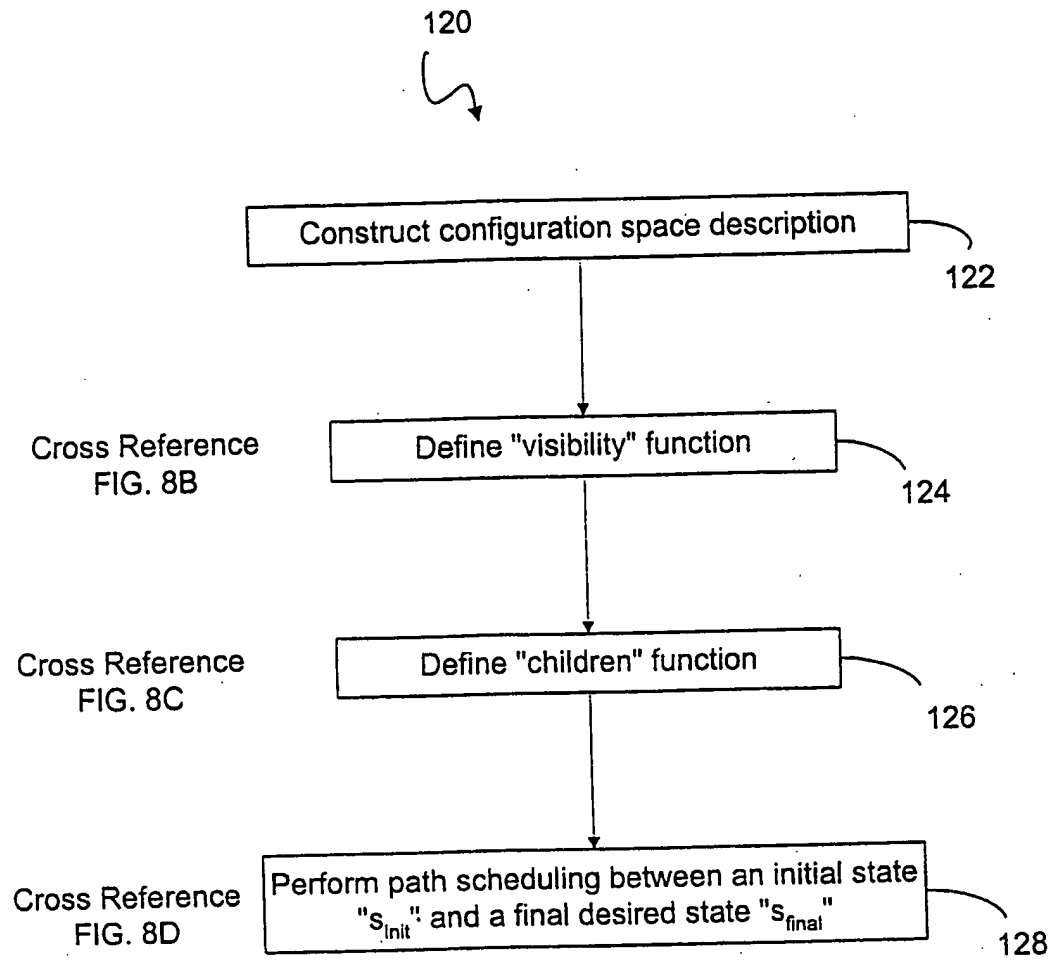 120
Construct configuration space description
122
Cross Reference
FIG. 8B
Define "visibility" function
124
Cross Reference
FIG. 8C
Define "children" function
126
Cross Reference
FIG. 8D
Perform path scheduling between an initial state
"s_init" and a final desired state "s_final"
128